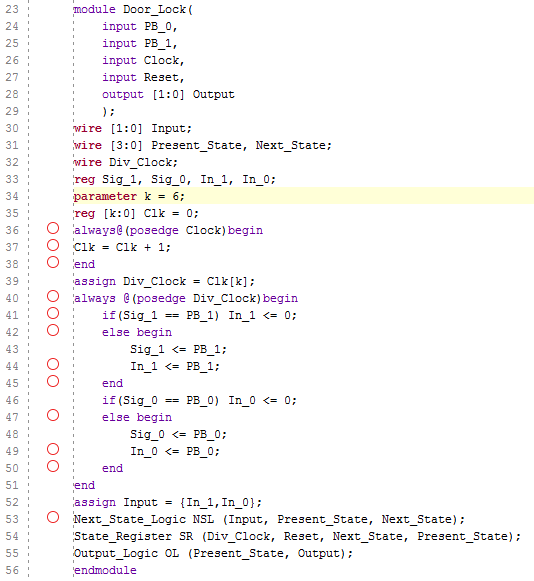 23 module Door_Lock(
24 input PB_0,
25 input PB_1,
26 input Clock,
27 input Reset,
28 output [1:0] Output
29 );
30 wire [1:0] Input;
31 wire [3:0] Present_State, Next_State;
32 wire Div_Clock;
33 reg Sig_1, Sig_0, In_1, In_0;
34 parameter k = 6;
35 reg [k:0] Clk = 0;
36 always@(posedge Clock)begin
37 Clk = Clk + 1;
38 end
39 assign Div_Clock = Clk[k];
40 always @(posedge Div_Clock)begin
41 if(Sig_1 == PB_1) In_1 <= 0;
42 else begin
43 Sig_1 <= PB_1;
44 In_1 <= PB_1;
45 end
46 if(Sig_0 == PB_0) In_0 <= 0;
47 else begin
48 Sig_0 <= PB_0;
49 In_0 <= PB_0;
50 end
51 end
52 assign Input = {In_1,In_0};
53 Next_State_Logic NSL (Input, Present_State, Next_State);
54 State_Register SR (Div_Clock, Reset, Next_State, Present_State);
55 Output_Logic OL (Present_State, Output);
56 endmodule